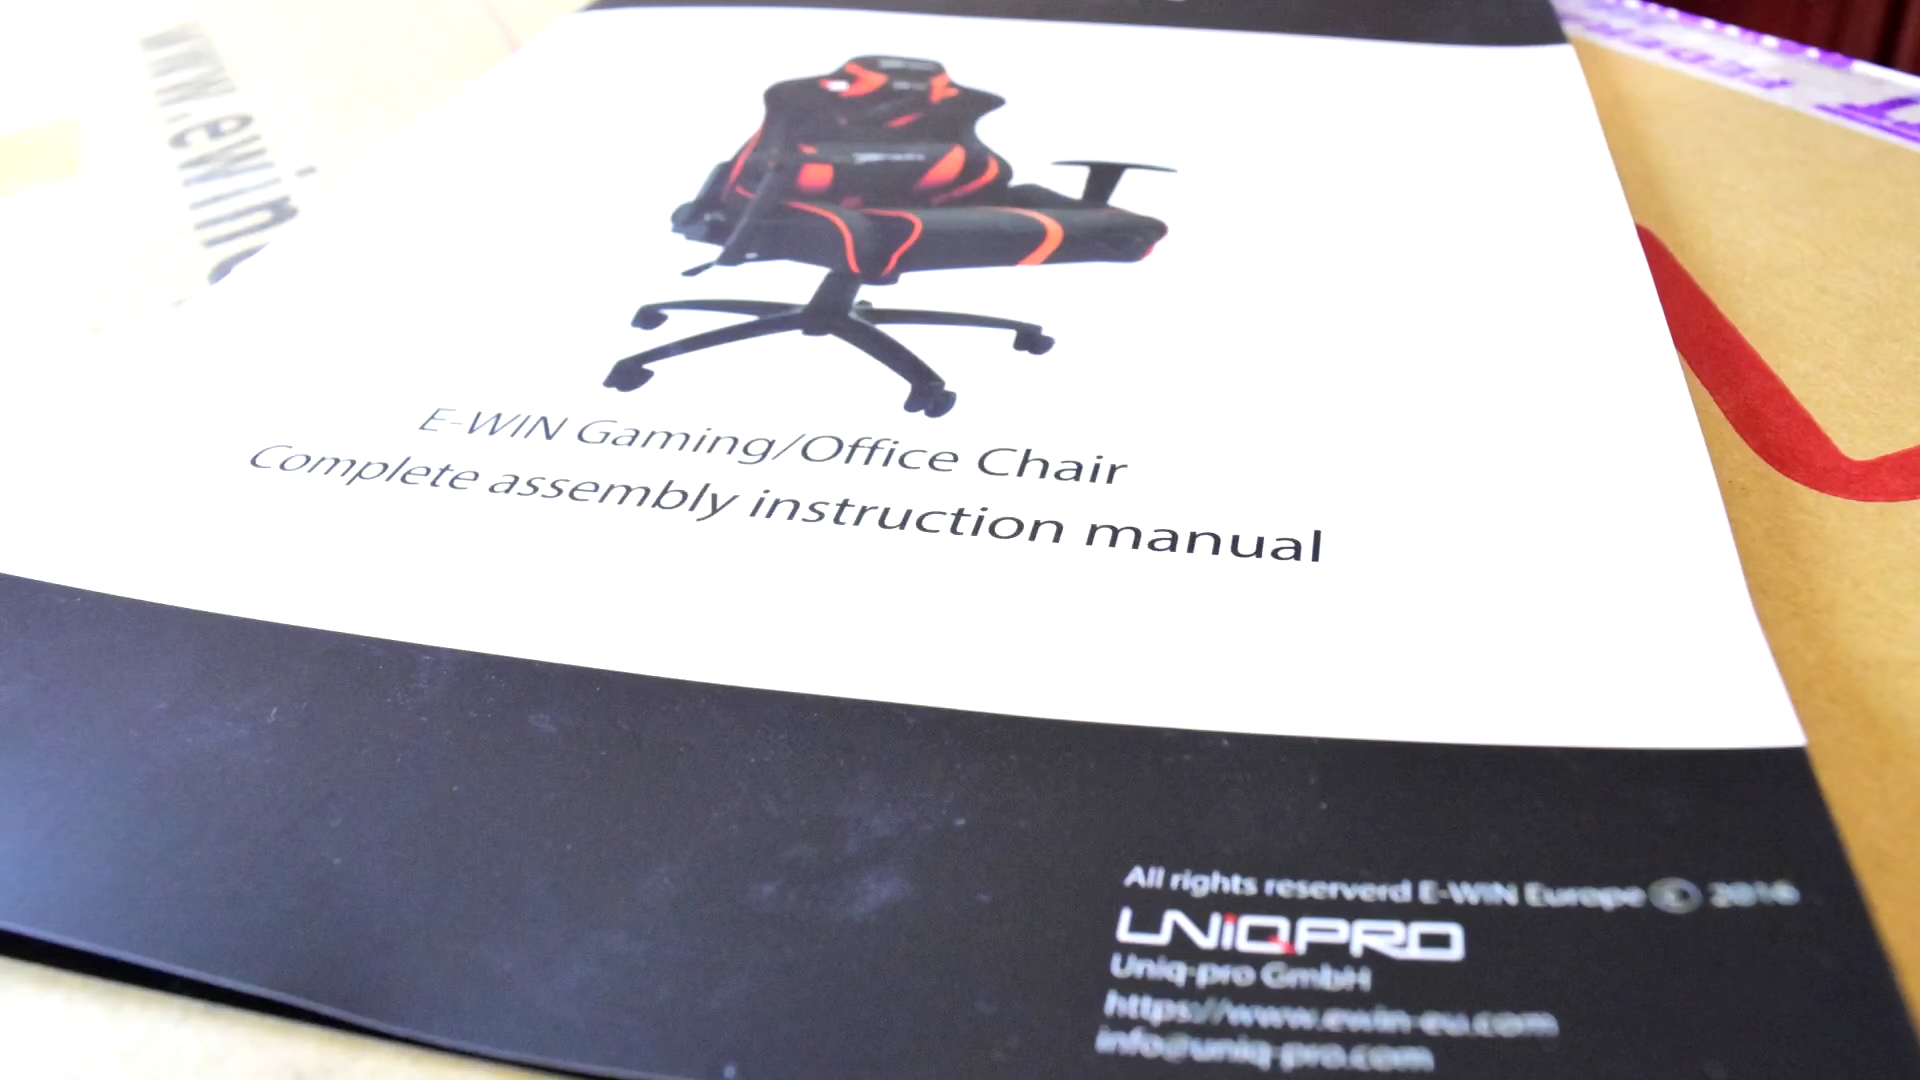 www.ewin
E-WIN Gaming/Office Chair
Complete assembly instruction manual
All rights reserverd E-WIN Europe © 2016
UNiQPRO
Uniq-pro GmbH
https://www.ewin-eu.com
info@uniq-pro.com